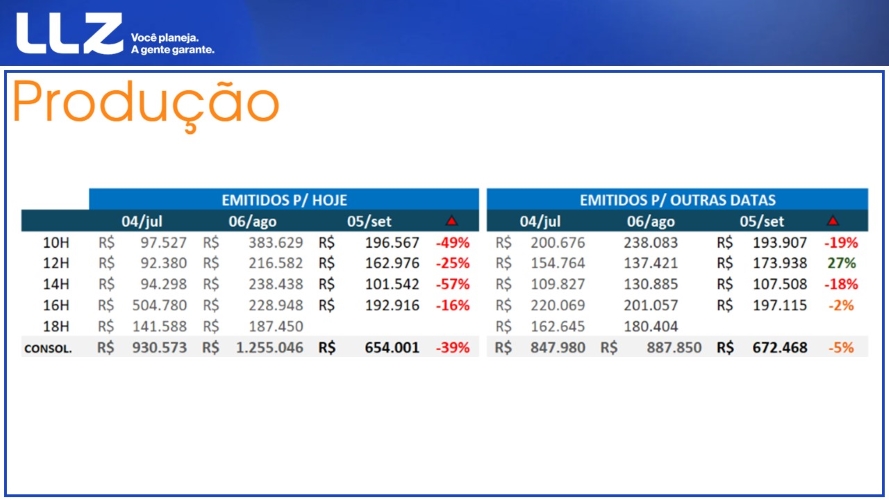 LLZ
Você planeja.
A gente garante.
Produção
EMITIDOS P/ HOJE EMITIDOS P/ OUTRAS DATAS
04/jul 06/ago 05/set 04/jul 06/ago 05/set
10H R$ 97.527 R$ 383.629 R$ 196.567 -49% R$ 200.676 238.083 R$ 193.907 -19%
12H R$ 92.380 R$ 216.582 R$ 162.976 -25% R$ 154.764 137.421 R$ 173.938 27%
14H R$ 94.298 R$ 238.438 R$ 101.542 -57% R$ 109.827 130.885 R$ 107.508 -18%
16H R$ 504.780 R$ 228.948 R$ 192.916 -16% R$ 220.069 201.057 R$ 197.115 -2%
18H R$ 141.588 R$ 187.450 R$ 162.645 180.404
CONSOL. R$ 930.573 R$ 1.255.046 R$ 654.001 -39% R$ 847.980 R$ 887.850 R$ 672.468 -5%